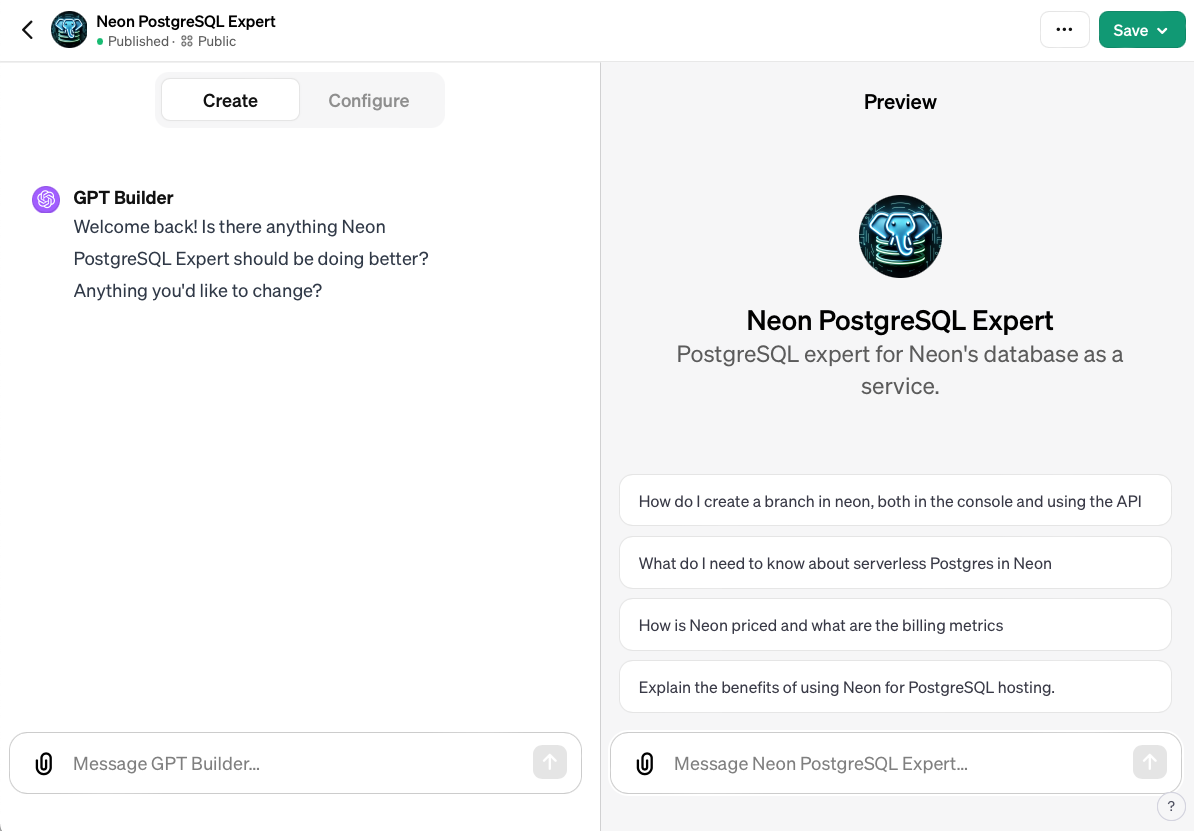 Neon PostgreSQL Expert
Published · Public
...
Save
Create
Configure
GPT Builder
Welcome back! Is there anything Neon
PostgreSQL Expert should be doing better?
Anything you'd like to change?
Message GPT Builder...
Preview
Neon PostgreSQL Expert
PostgreSQL expert for Neon's database as a
service.
How do I create a branch in neon, both in the console and using the API
What do I need to know about serverless Postgres in Neon
How is Neon priced and what are the billing metrics
Explain the benefits of using Neon for PostgreSQL hosting.
Message Neon PostgreSQL Expert...
?